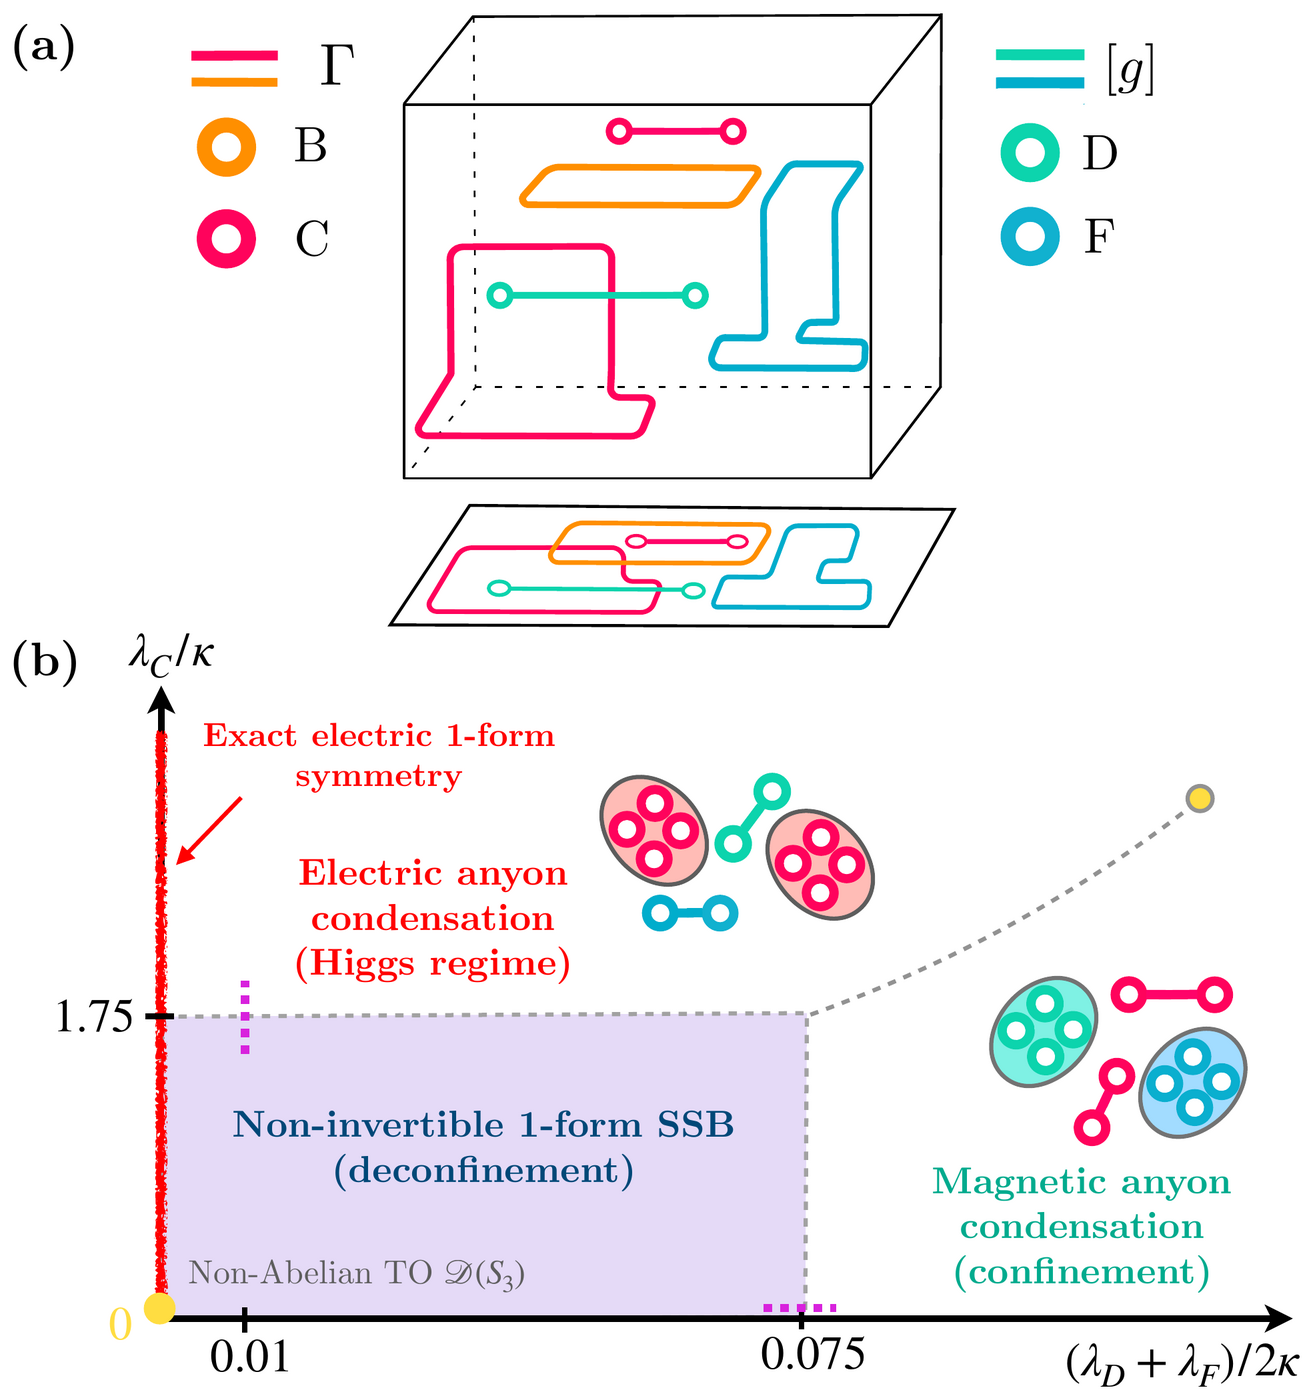 (a)
Γ
B
C
[g]
D
F
(b)
λ_C/κ
Exact electric 1-form
symmetry
Electric anyon
condensation
(Higgs regime)
1.75
Non-invertible 1-form SSB
(deconfinement)
Magnetic anyon
condensation
(confinement)
Non-Abelian TO 𝒟(S₃)
0
0.01
0.075
(λ_D + λ_F)/2κ